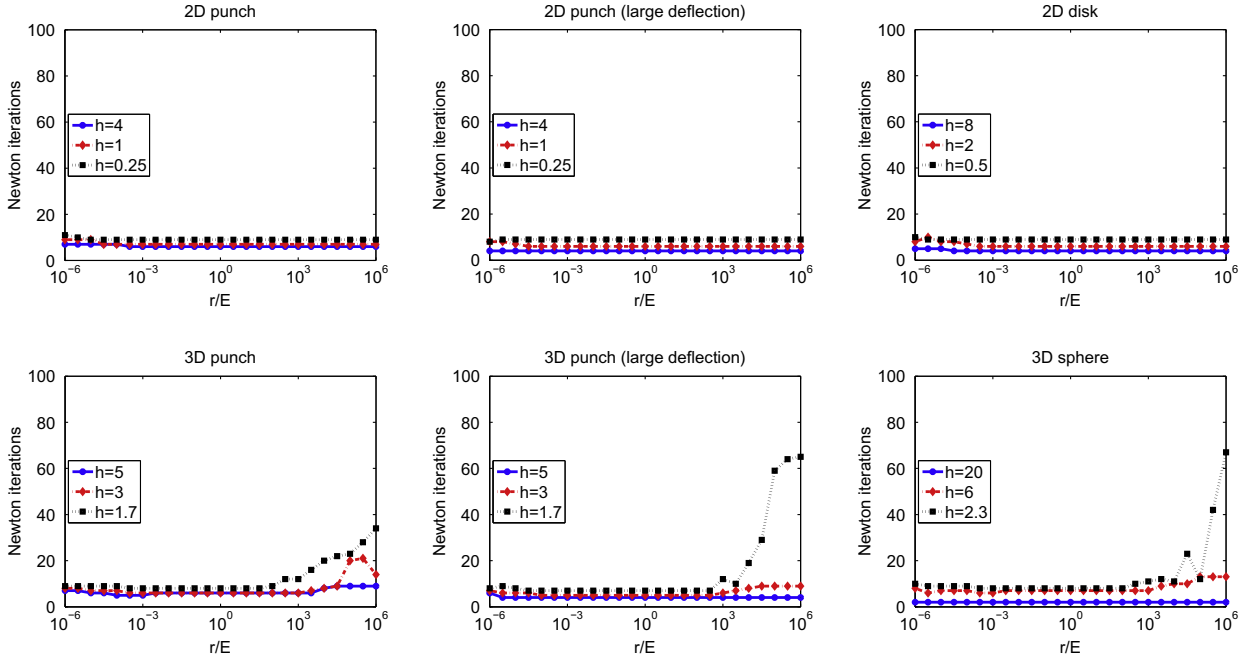 2D punch
100
80
60
40
20
0
Newton iterations
h=4
h=1
h=0.25
10^−6
10^−3
10^0
10^3
10^6
r/E
2D punch (large deflection)
100
80
60
40
20
0
Newton iterations
h=4
h=1
h=0.25
10^−6
10^−3
10^0
10^3
10^6
r/E
2D disk
100
80
60
40
20
0
Newton iterations
h=8
h=2
h=0.5
10^−6
10^−3
10^0
10^3
10^6
r/E
3D punch
100
80
60
40
20
0
Newton iterations
h=5
h=3
h=1.7
10^−6
10^−3
10^0
10^3
10^6
r/E
3D punch (large deflection)
100
80
60
40
20
0
Newton iterations
h=5
h=3
h=1.7
10^−6
10^−3
10^0
10^3
10^6
r/E
3D sphere
100
80
60
40
20
0
Newton iterations
h=20
h=6
h=2.3
10^−6
10^−3
10^0
10^3
10^6
r/E